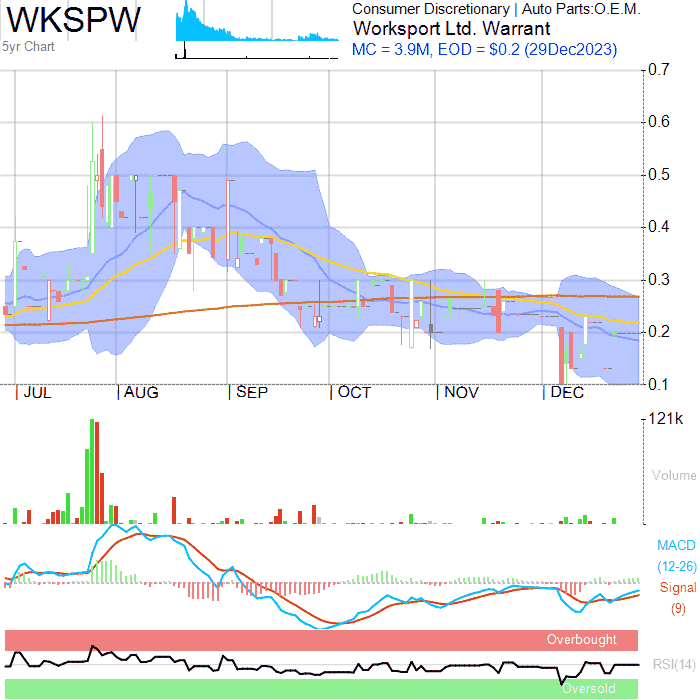 WKSPW
5yr Chart
Consumer Discretionary | Auto Parts:O.E.M.
Worksport Ltd. Warrant
MC = 3.9M, EOD = $0.2 (29Dec2023)
0.7
0.6
0.5
0.4
0.3
0.2
0.1
JUL AUG SEP OCT NOV DEC
121k
Volume
MACD
(12-26)
Signal
(9)
Overbought
RSI(14)
Oversold